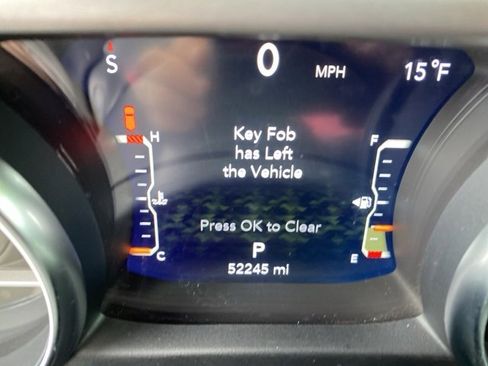 S 0 MPH 15°F
H Key Fob F
has Left
the Vehicle
Press OK to Clear
C P E
52245 mi